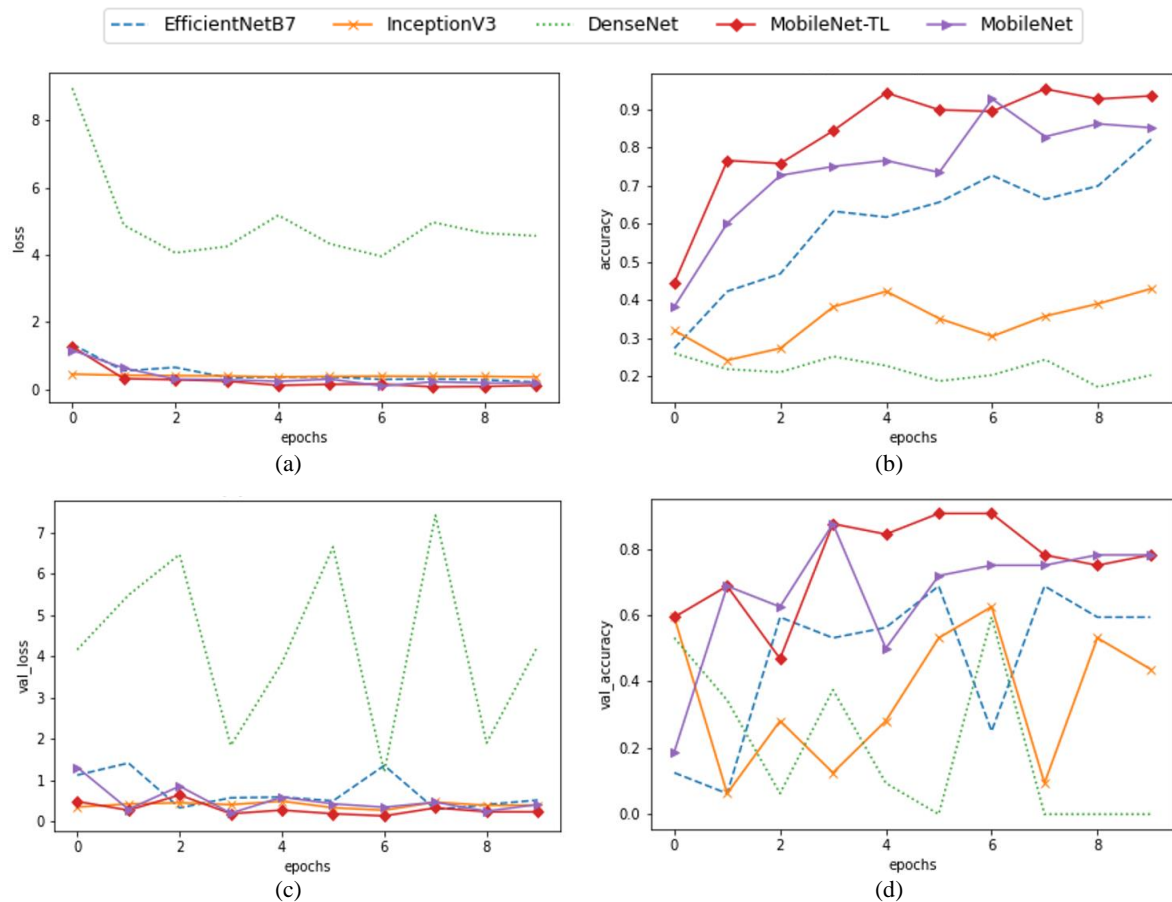 EfficientNetB7 InceptionV3 DenseNet MobileNet-TL MobileNet
8
6
4
2
0
loss
0 2 4 6 8
epochs
(a)
0.9
0.8
0.7
0.6
0.5
0.4
0.3
0.2
accuracy
0 2 4 6 8
epochs
(b)
7
6
5
4
3
2
1
0
val_loss
0 2 4 6 8
epochs
(c)
0.8
0.6
0.4
0.2
0.0
val_accuracy
0 2 4 6 8
epochs
(d)